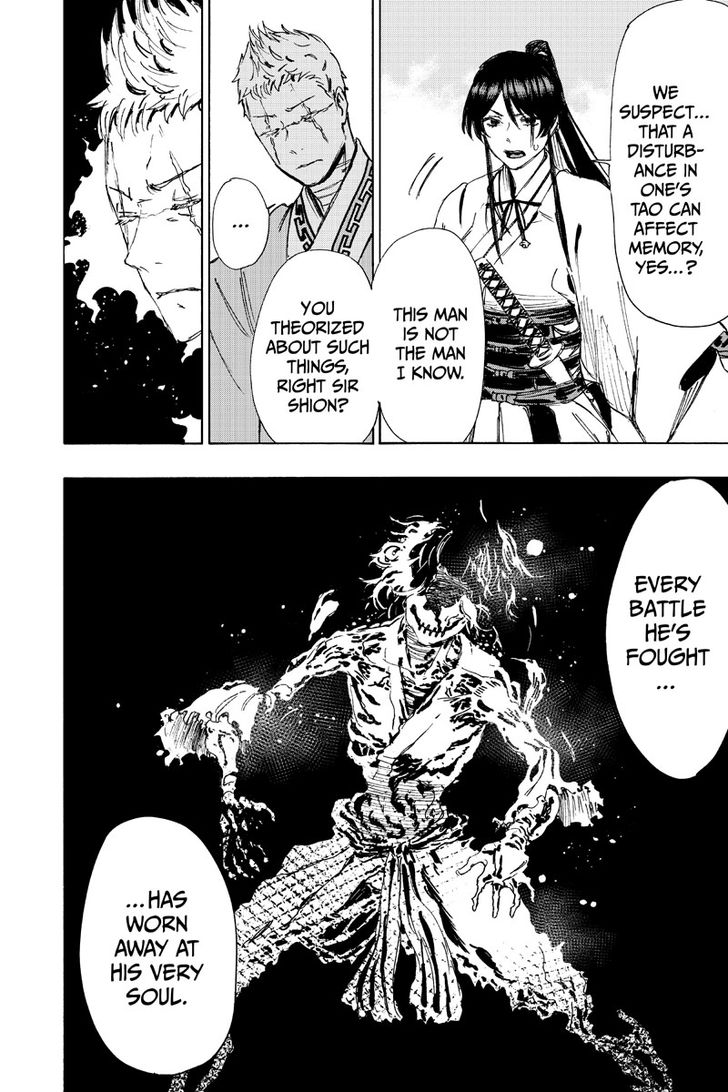 WE
SUSPECT...
THAT A
DISTURB-
ANCE IN
ONE'S
TAO CAN
AFFECT
MEMORY,
YES...?
THIS MAN
IS NOT
THE MAN
I KNOW.
YOU
THEORIZED
ABOUT SUCH
THINGS,
RIGHT SIR
SHION?
...
EVERY
BATTLE
HE'S
FOUGHT
...
...HAS
WORN
AWAY AT
HIS VERY
SOUL.